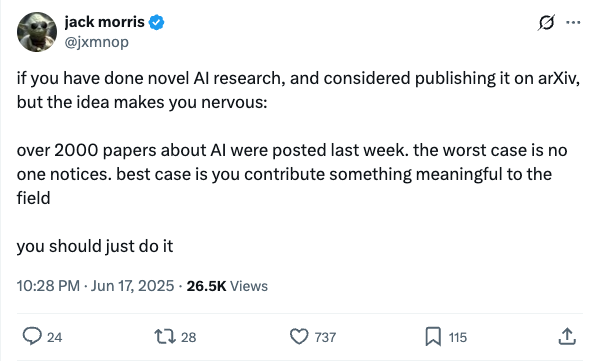 jack morris
@jxmnop
if you have done novel AI research, and considered publishing it on arXiv,
but the idea makes you nervous:
over 2000 papers about AI were posted last week. the worst case is no
one notices. best case is you contribute something meaningful to the
field
you should just do it
10:28 PM · Jun 17, 2025 · 26.5K Views
24 28 737 115